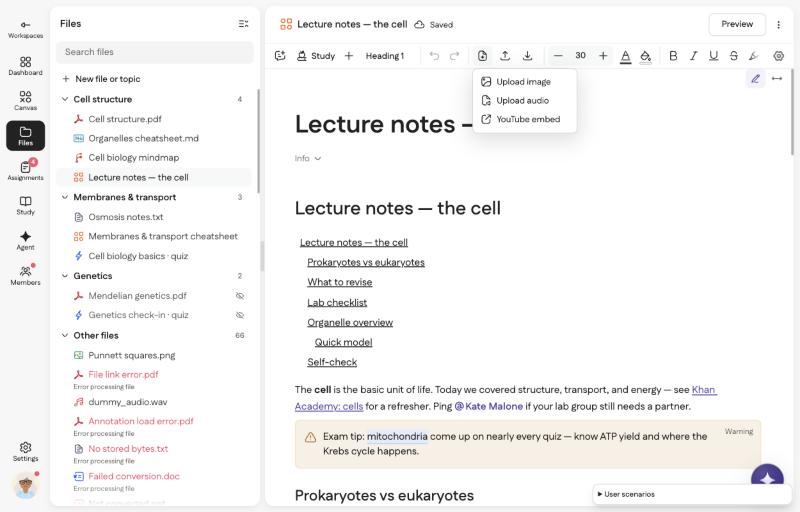 Workspaces
Dashboard
Canvas
Files
4
Assignments
Study
Agent
Members
Settings
Files
Search files
New file or topic
Cell structure 4
Cell structure.pdf
Organelles cheatsheet.md
Cell biology mindmap
Lecture notes — the cell
Membranes & transport 3
Osmosis notes.txt
Membranes & transport cheatsheet
Cell biology basics · quiz
Genetics 2
Mendelian genetics.pdf
Genetics check-in · quiz
Other files 66
Punnett squares.png
File link error.pdf
Error processing file
dummy_audio.wav
Annotation load error.pdf
Error processing file
No stored bytes.txt
Error processing file
Failed conversion.doc
Error processing file
Lecture notes — the cell Saved
Preview
Study Heading 1 30 A B I U S
Upload image
Upload audio
YouTube embed
Lecture notes –
Info
Lecture notes — the cell
Lecture notes — the cell
Prokaryotes vs eukaryotes
What to revise
Lab checklist
Organelle overview
Quick model
Self-check
The cell is the basic unit of life. Today we covered structure, transport, and energy — see Khan
Academy: cells for a refresher. Ping @Kate Malone if your lab group still needs a partner.
Exam tip: mitochondria come up on nearly every quiz — know ATP yield and where the
Krebs cycle happens.
Warning
Prokaryotes vs eukaryotes
User scenarios